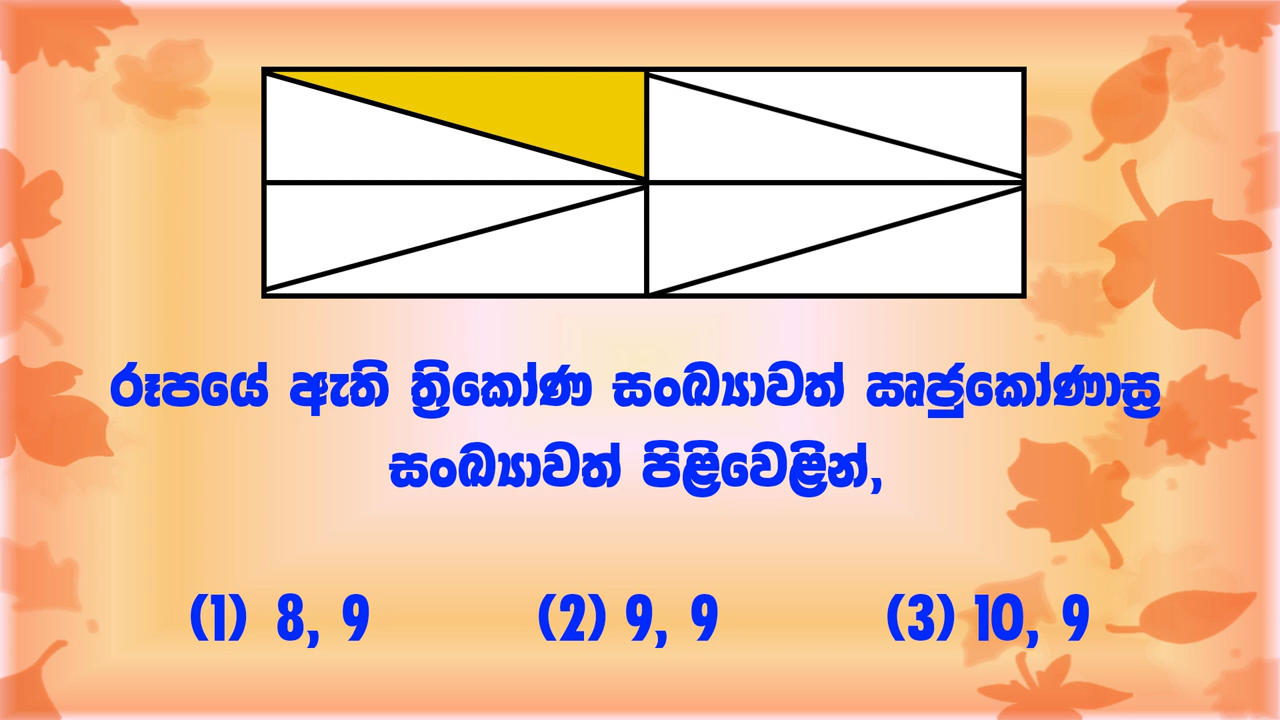 රූපයේ ඇති ත්‍රිකෝණ සංඛ්‍යාවත් ඍජුකෝණාස්‍ර
සංඛ්‍යාවත් පිළිවෙළින්,
(1) 8, 9 (2) 9, 9 (3) 10, 9